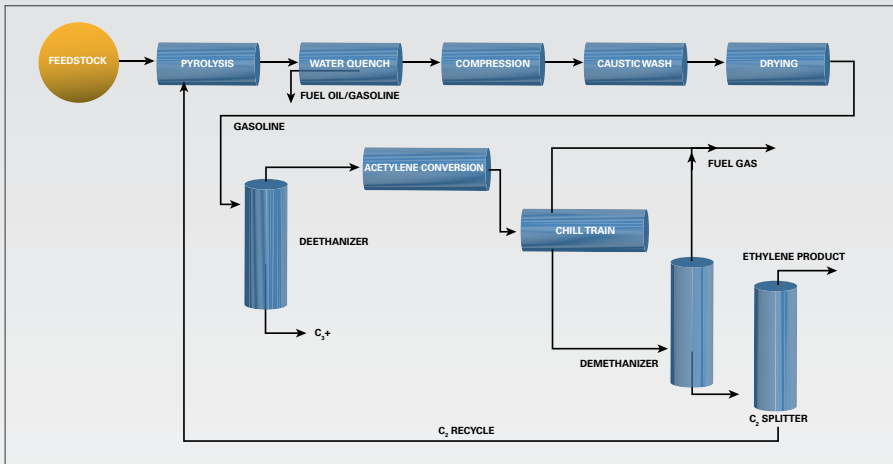 FEEDSTOCK
PYROLYSIS
WATER QUENCH
COMPRESSION
CAUSTIC WASH
DRYING
FUEL OIL/GASOLINE
GASOLINE
ACETYLENE CONVERSION
FUEL GAS
DEETHANIZER
CHILL TRAIN
ETHYLENE PRODUCT
C₃+
DEMETHANIZER
C₂ SPLITTER
C₂ RECYCLE